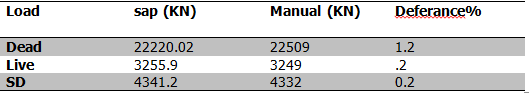 Load sap (KN) Manual (KN) Deferance%
Dead 22220.02 22509 1.2
Live 3255.9 3249 .2
SD 4341.2 4332 0.2